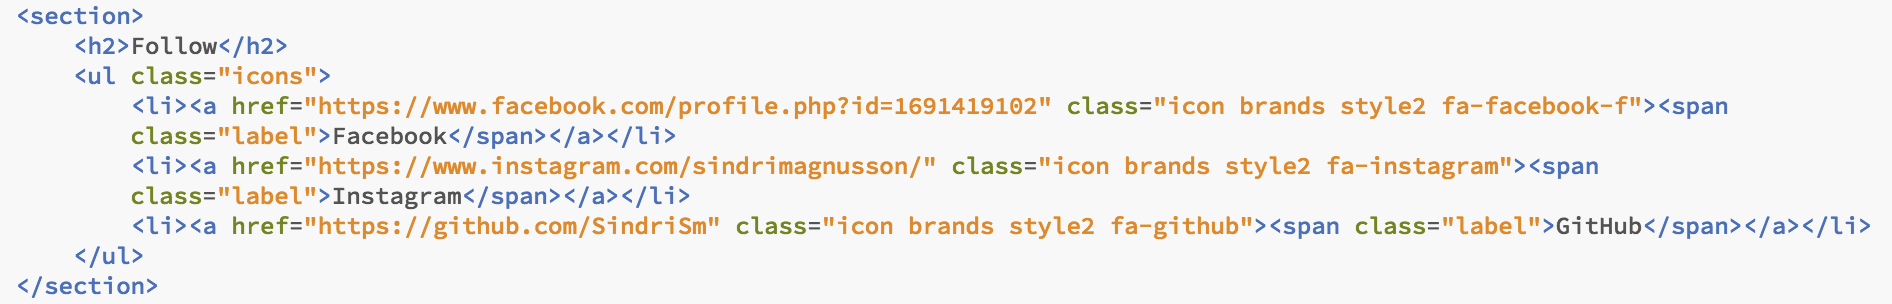 <section>
<h2>Follow</h2>
<ul class="icons">
<li><a href="https://www.facebook.com/profile.php?id=1691419102" class="icon brands style2 fa-facebook-f"><span
class="label">Facebook</span></a></li>
<li><a href="https://www.instagram.com/sindrimagnusson/" class="icon brands style2 fa-instagram"><span
class="label">Instagram</span></a></li>
<li><a href="https://github.com/SindriSm" class="icon brands style2 fa-github"><span class="label">GitHub</span></a></li>
</ul>
</section>